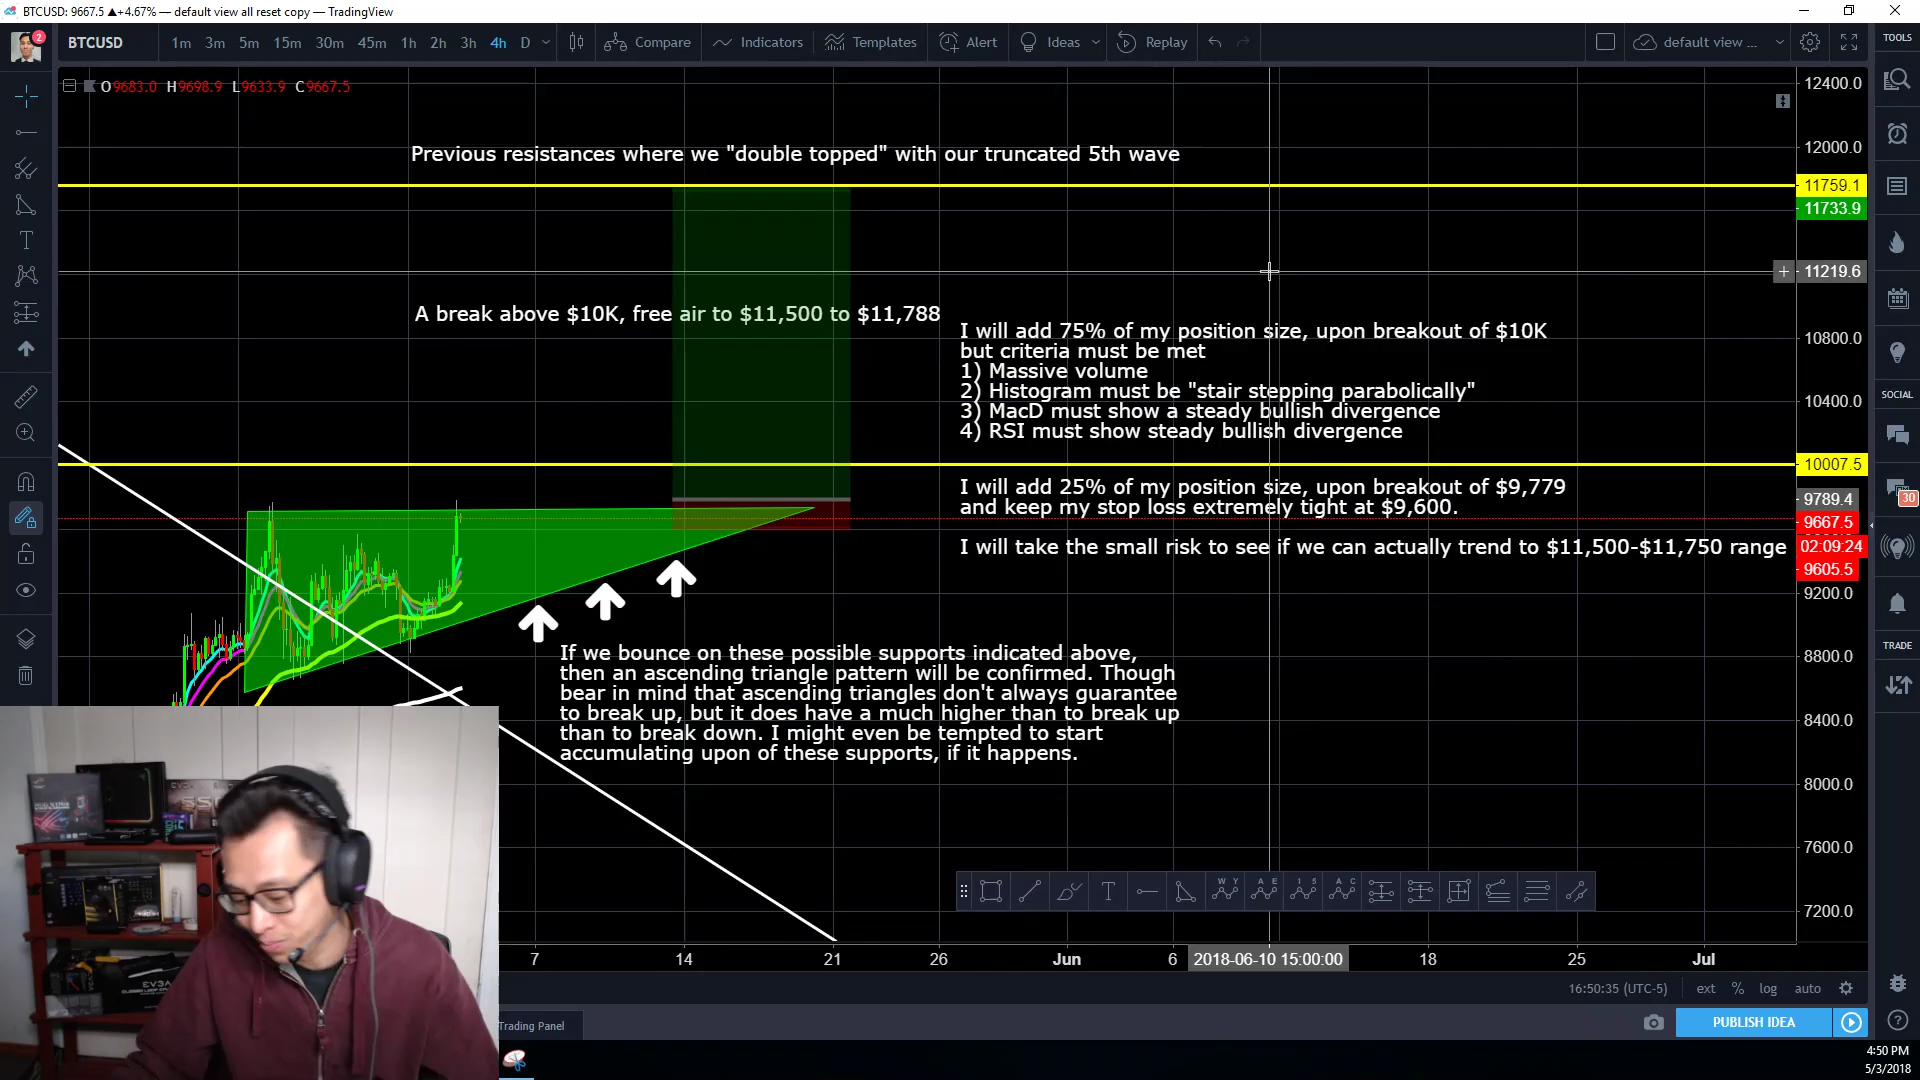 BTCUSD: 9667.5 ▲+4.67% — default view all reset copy — TradingView
2
BTCUSD 1m 3m 5m 15m 30m 45m 1h 2h 3h 4h D Compare Indicators Templates Alert Ideas Replay default view ... TOOLS
O9683.0 H9698.9 L9633.9 C9667.5
12400.0
Previous resistances where we "double topped" with our truncated 5th wave
12000.0
11759.1
11733.9
11219.6
A break above $10K, free air to $11,500 to $11,788
I will add 75% of my position size, upon breakout of $10K
but criteria must be met
1) Massive volume
2) Histogram must be "stair stepping parabolically"
3) MacD must show a steady bullish divergence
4) RSI must show steady bullish divergence
10800.0
10400.0
SOCIAL
10007.5
I will add 25% of my position size, upon breakout of $9,779
and keep my stop loss extremely tight at $9,600.
9789.4
30
9667.5
I will take the small risk to see if we can actually trend to $11,500-$11,750 range
02:09:24
9605.5
9200.0
If we bounce on these possible supports indicated above,
then an ascending triangle pattern will be confirmed. Though
bear in mind that ascending triangles don't always guarantee
to break up, but it does have a much higher than to break up
than to break down. I might even be tempted to start
accumulating upon of these supports, if it happens.
TRADE
8800.0
8400.0
8000.0
7600.0
7200.0
W Y A E 1 5 A C
7 14 21 26 Jun 6 2018-06-10 15:00:00 18 25 Jul
16:50:35 (UTC-5) ext % log auto
Trading Panel
PUBLISH IDEA
EVGA
4:50 PM
5/3/2018